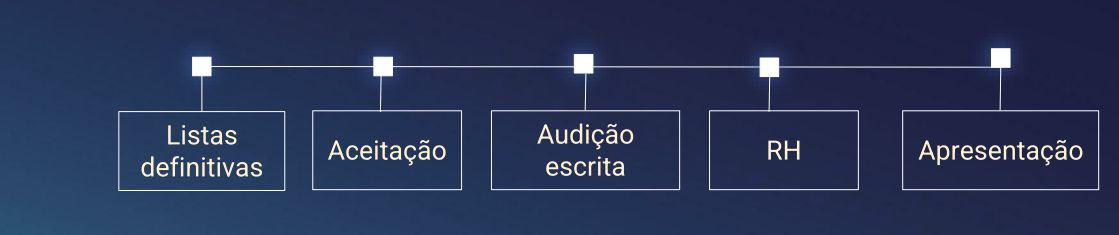 Listas
definitivas
Aceitação
Audição
escrita
RH
Apresentação